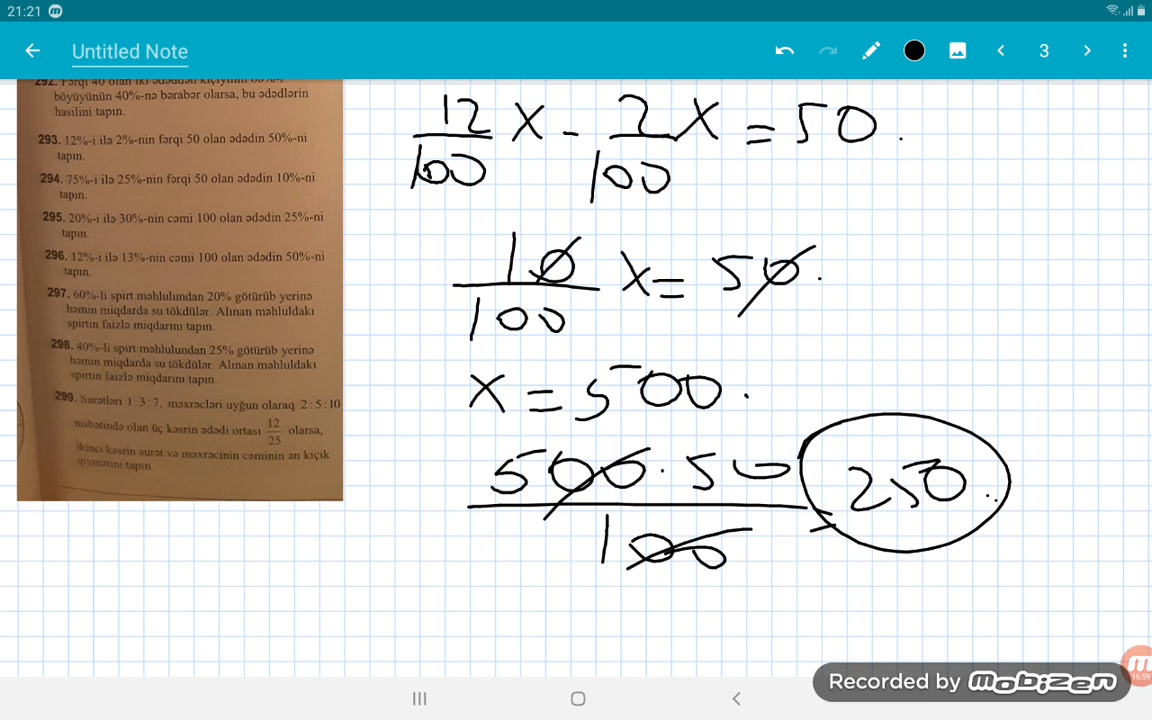 21:21
Untitled Note
3
292. Fərqi 40 olan iki ədəddən kiçiyinin 60%-i
böyüyünün 40%-nə bərabər olarsa, bu ədədlərin
hasilini tapın.
293. 12%-i ilə 2%-nin fərqi 50 olan ədədin 50%-ni
tapın.
294. 75%-i ilə 25%-nin fərqi 50 olan ədədin 10%-ni
tapın.
295. 20%-i ilə 30%-nin cəmi 100 olan ədədin 25%-ni
tapın.
296. 12%-i ilə 13%-nin cəmi 100 olan ədədin 50%-ni
tapın.
297. 60%-li spirt məhlulundan 20% götürüb yerinə
həmin miqdarda su tökdülər. Alınan məhluldakı
spirtin faizlə miqdarını tapın.
298. 40%-li spirt məhlulundan 25% götürüb yerinə
həmin miqdarda su tökdülər. Alınan məhluldakı
spirtin faizlə miqdarını tapın.
299. Surətləri 1:3:7, məxrəcləri uyğun olaraq 2:5:10
nisbətində olan üç kəsrin ədədi ortası 12/25 olarsa,
ikinci kəsrin surət və məxrəcinin cəminin ən kiçik
qiymətini tapın.
12/100 x - 2/100 x = 50.
10/100 x = 50.
x = 500.
500 · 50 / 100 = 250.
Recorded by mobizen
16:59